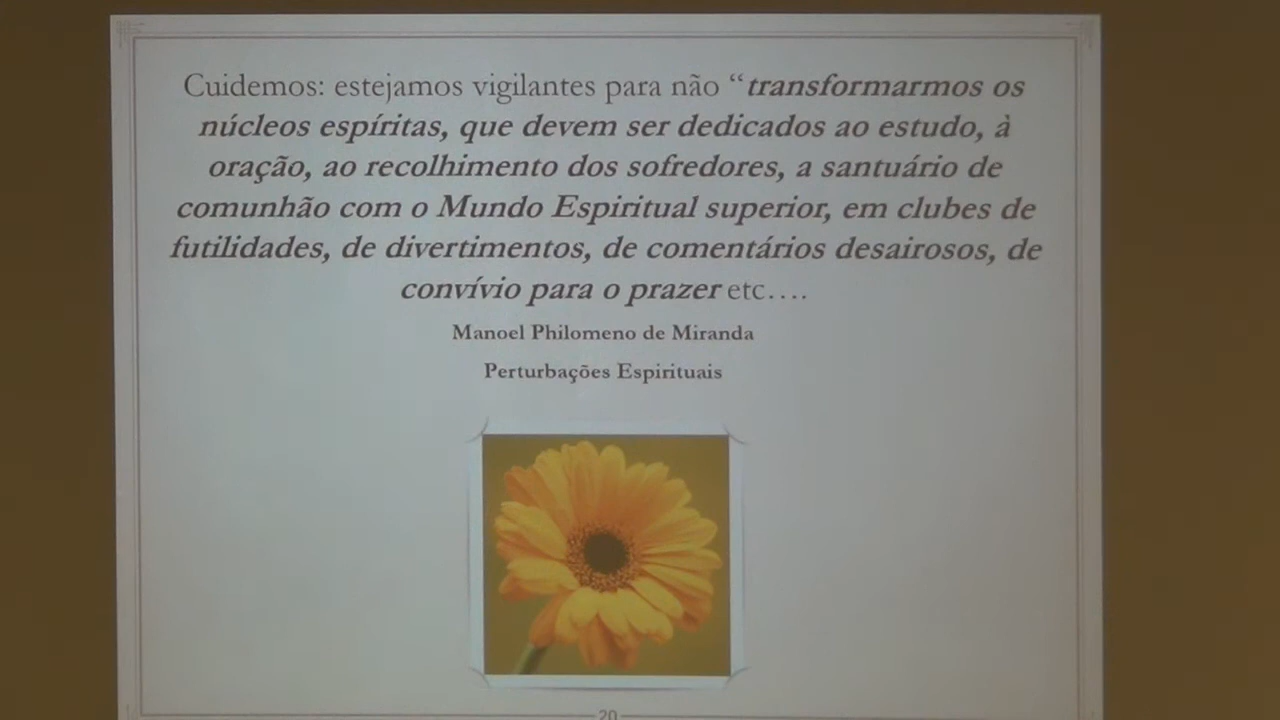 Cuidemos: estejamos vigilantes para não “transformarmos os
núcleos espíritas, que devem ser dedicados ao estudo, à
oração, ao recolhimento dos sofredores, a santuário de
comunhão com o Mundo Espiritual superior, em clubes de
futilidades, de divertimentos, de comentários desairosos, de
convívio para o prazer etc….
Manoel Philomeno de Miranda
Perturbações Espirituais
20